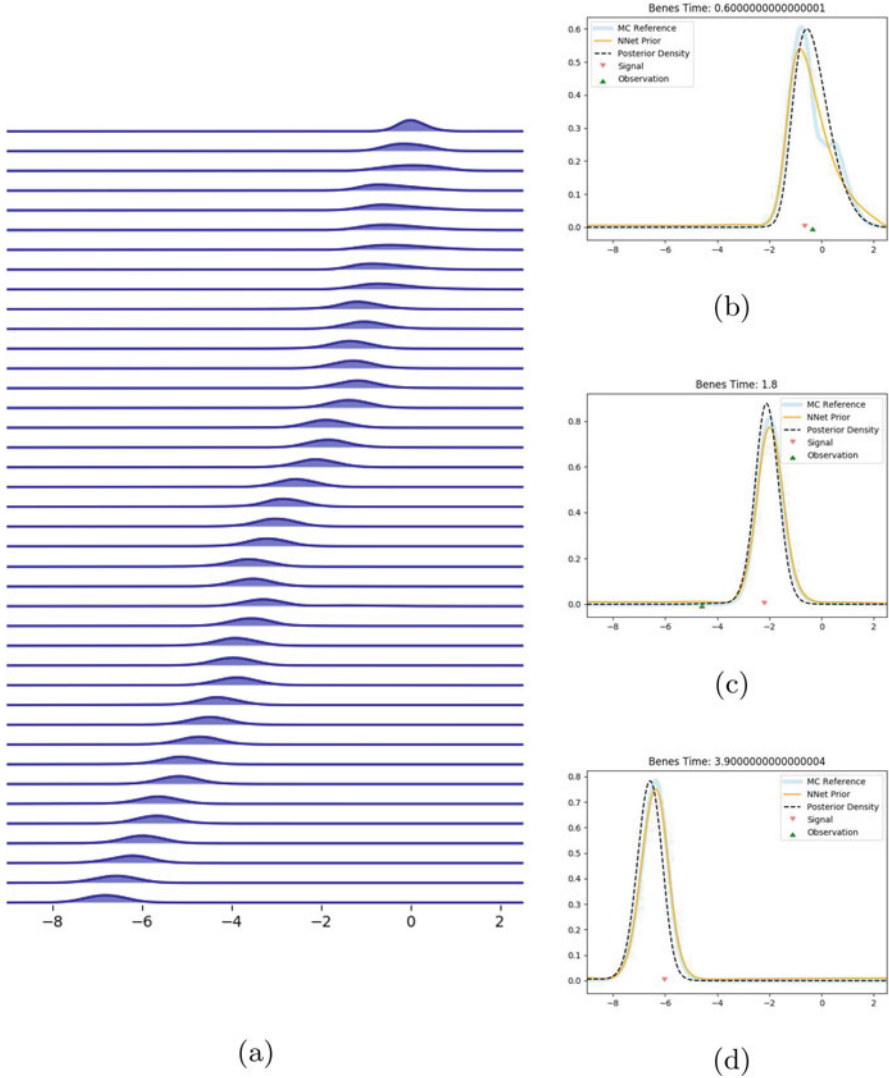 −8
−6
−4
−2
0
2
(a)
Benes Time: 0.6000000000000001
MC Reference
NNet Prior
Posterior Density
Signal
Observation
0.6
0.5
0.4
0.3
0.2
0.1
0.0
−8
−6
−4
−2
0
2
(b)
Benes Time: 1.8
MC Reference
NNet Prior
Posterior Density
Signal
Observation
0.8
0.6
0.4
0.2
0.0
−8
−6
−4
−2
0
2
(c)
Benes Time: 3.9000000000000004
MC Reference
NNet Prior
Posterior Density
Signal
Observation
0.8
0.7
0.6
0.5
0.4
0.3
0.2
0.1
0.0
−8
−6
−4
−2
0
2
(d)